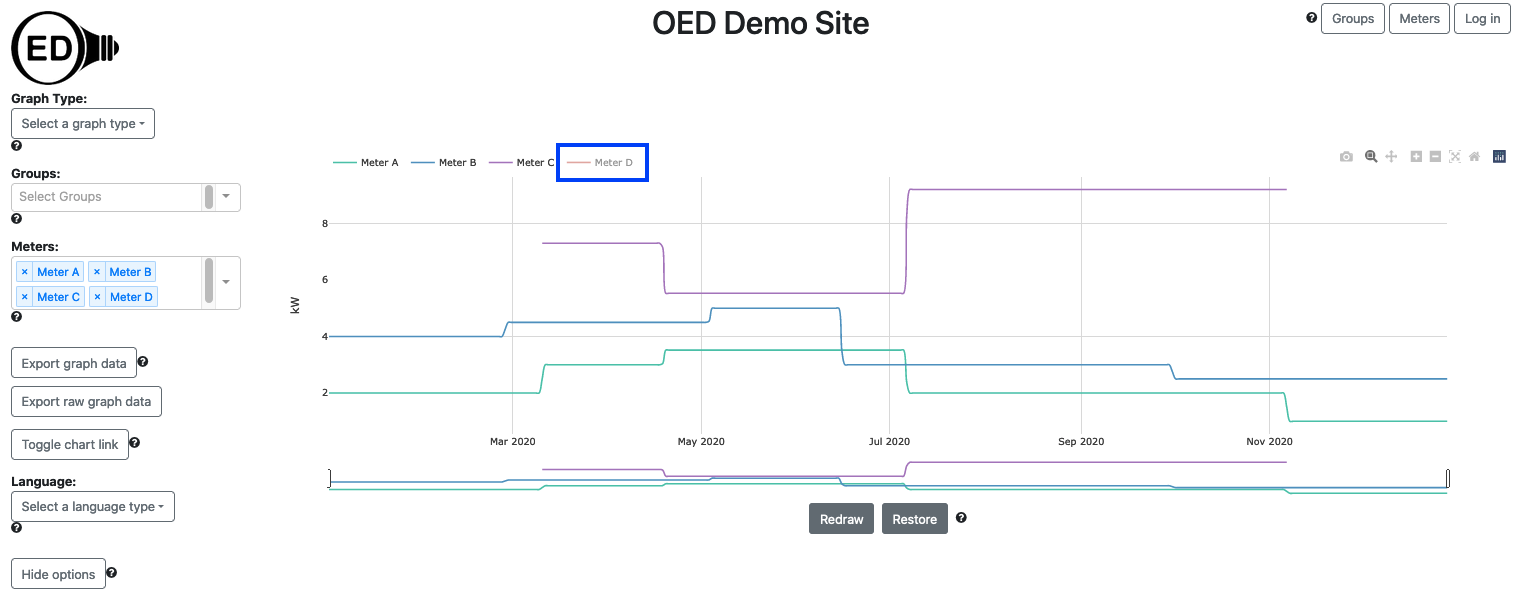 OED Demo Site
Groups Meters Log in
ED
Graph Type:
Select a graph type
Groups:
Select Groups
Meters:
× Meter A × Meter B
× Meter C × Meter D
Export graph data
Export raw graph data
Toggle chart link
Language:
Select a language type
Hide options
Meter A Meter B Meter C Meter D
kW
8
6
4
2
Mar 2020 May 2020 Jul 2020 Sep 2020 Nov 2020
Redraw Restore